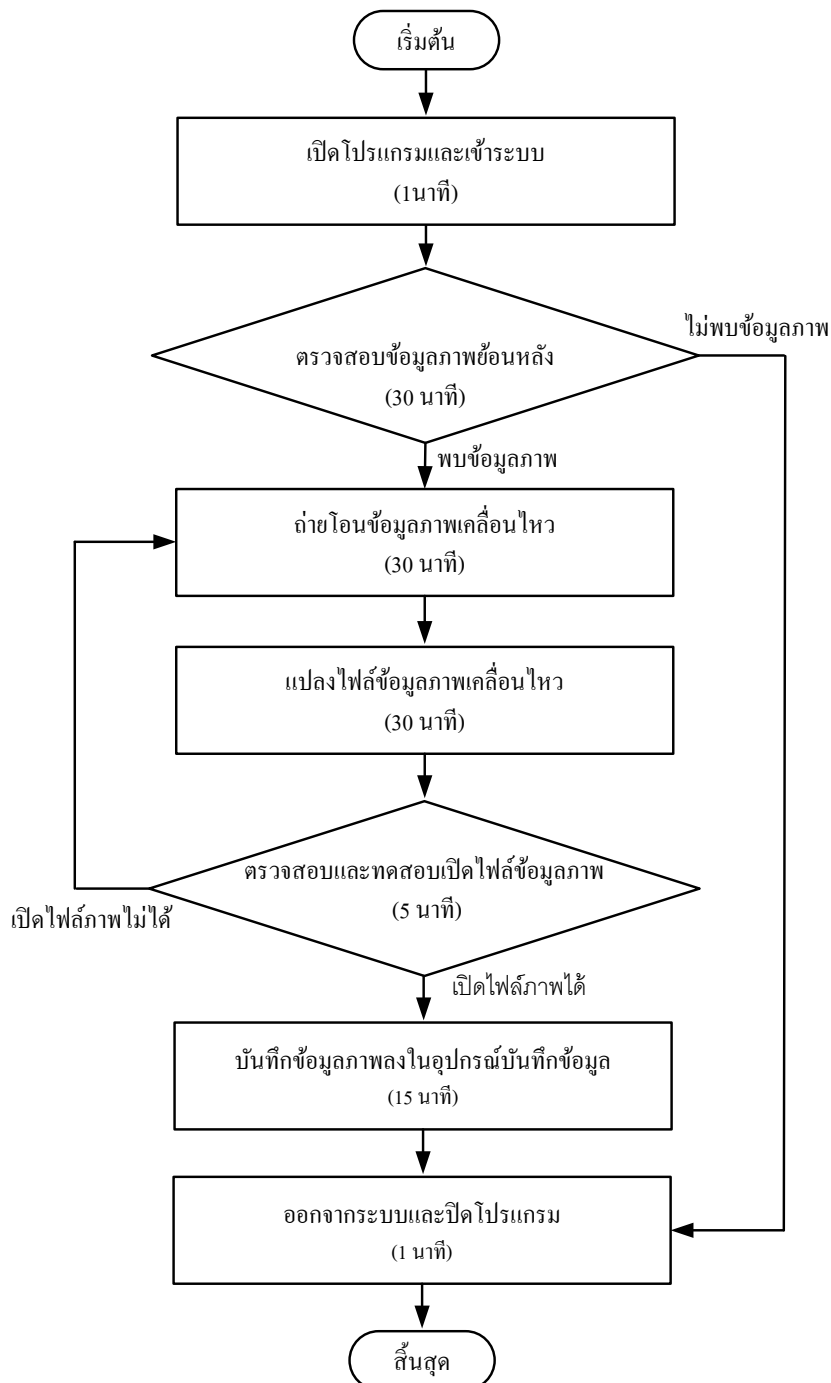 เริ่มต้น
เปิดโปรแกรมและเข้าระบบ
(1นาที)
ไม่พบข้อมูลภาพ
ตรวจสอบข้อมูลภาพย้อนหลัง
(30 นาที)
พบข้อมูลภาพ
ถ่ายโอนข้อมูลภาพเคลื่อนไหว
(30 นาที)
แปลงไฟล์ข้อมูลภาพเคลื่อนไหว
(30 นาที)
ตรวจสอบและทดสอบเปิดไฟล์ข้อมูลภาพ
(5 นาที)
เปิดไฟล์ภาพไม่ได้
เปิดไฟล์ภาพได้
บันทึกข้อมูลภาพลงในอุปกรณ์บันทึกข้อมูล
(15 นาที)
ออกจากระบบและปิดโปรแกรม
(1 นาที)
สิ้นสุด